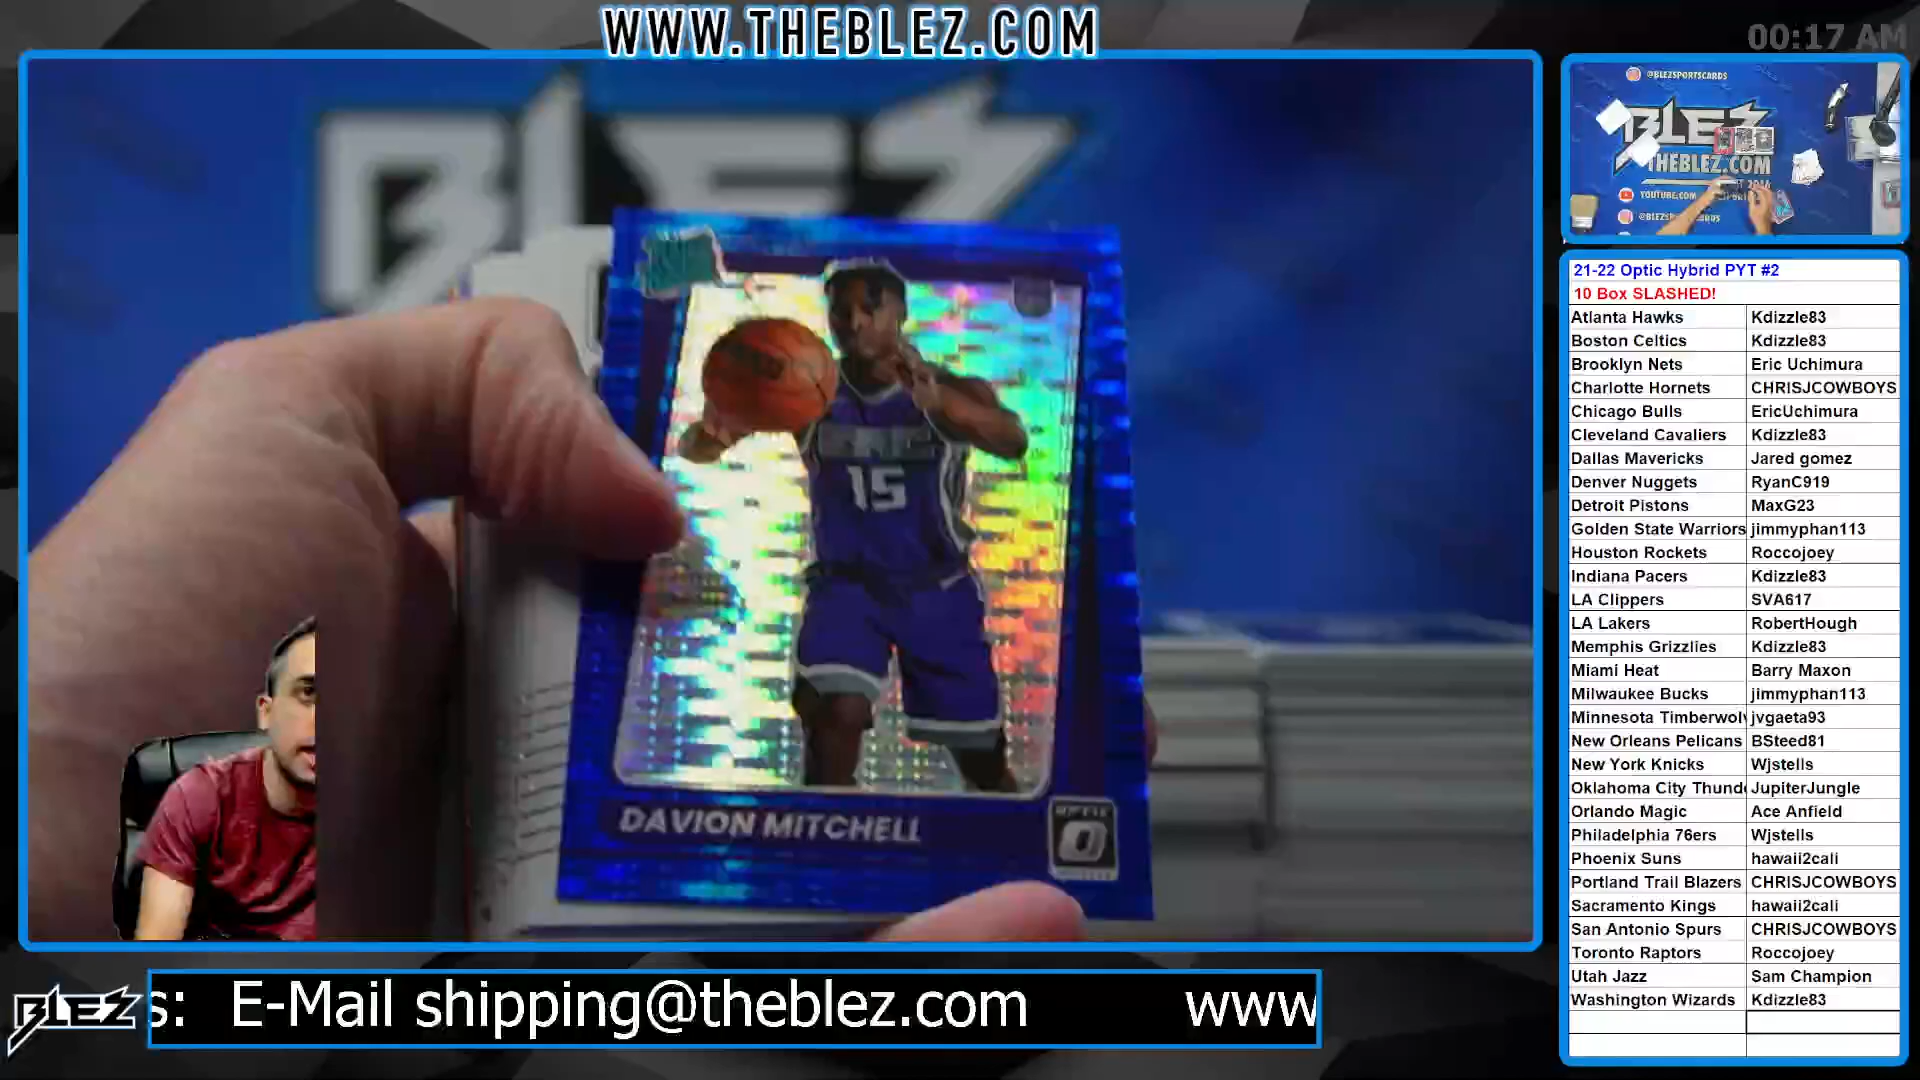 WWW.THEBLEZ.COM
00:17 AM
BLEZ
15
DAVION MITCHELL
OPTIC
@BLEZSPORTSCARDS
BLEZ
THEBLEZ.COM
21-22 Optic Hybrid PYT #2
10 Box SLASHED!
Atlanta Hawks Kdizzle83
Boston Celtics Kdizzle83
Brooklyn Nets Eric Uchimura
Charlotte Hornets CHRISJCOWBOYS
Chicago Bulls EricUchimura
Cleveland Cavaliers Kdizzle83
Dallas Mavericks Jared gomez
Denver Nuggets RyanC919
Detroit Pistons MaxG23
Golden State Warriors jimmyphan113
Houston Rockets Roccojoey
Indiana Pacers Kdizzle83
LA Clippers SVA617
LA Lakers RobertHough
Memphis Grizzlies Kdizzle83
Miami Heat Barry Maxon
Milwaukee Bucks jimmyphan113
Minnesota Timberwolv jvgaeta93
New Orleans Pelicans BSteed81
New York Knicks Wjstells
Oklahoma City Thund JupiterJungle
Orlando Magic Ace Anfield
Philadelphia 76ers Wjstells
Phoenix Suns hawaii2cali
Portland Trail Blazers CHRISJCOWBOYS
Sacramento Kings hawaii2cali
San Antonio Spurs CHRISJCOWBOYS
Toronto Raptors Roccojoey
Utah Jazz Sam Champion
Washington Wizards Kdizzle83
BLEZ
s: E-Mail shipping@theblez.com www